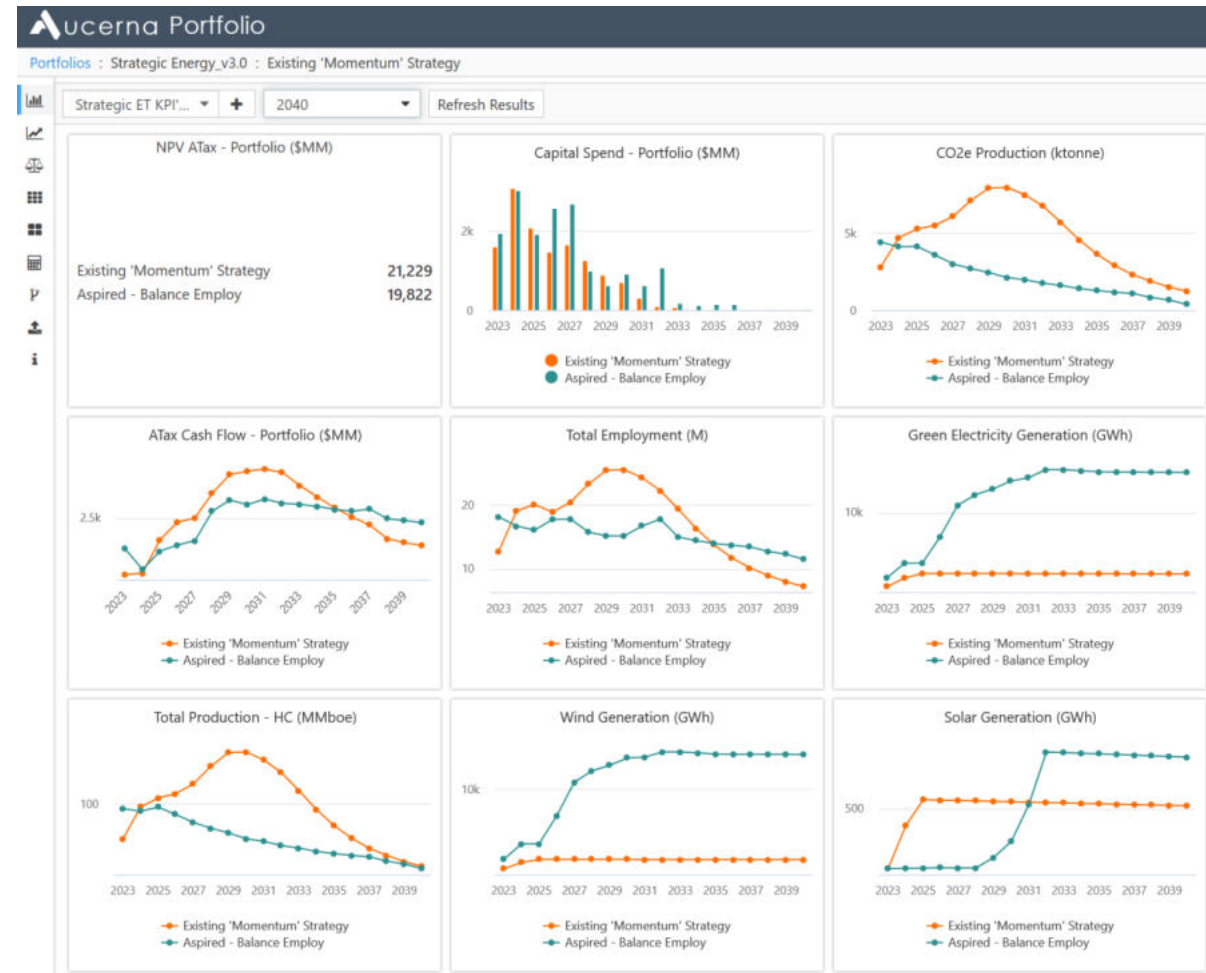 Aucerna Portfolio
Portfolios : Strategic Energy_v3.0 : Existing 'Momentum' Strategy
Strategic ET KPI'... + 2040 Refresh Results
NPV ATax - Portfolio ($MM)
Existing 'Momentum' Strategy 21,229
Aspired - Balance Employ 19,822
Capital Spend - Portfolio ($MM)
2k
0
2023 2025 2027 2029 2031 2033 2035 2037 2039
Existing 'Momentum' Strategy
Aspired - Balance Employ
CO2e Production (ktonne)
5k
0
2023 2025 2027 2029 2031 2033 2035 2037 2039
Existing 'Momentum' Strategy
Aspired - Balance Employ
ATax Cash Flow - Portfolio ($MM)
2.5k
2023 2025 2027 2029 2031 2033 2035 2037 2039
Existing 'Momentum' Strategy
Aspired - Balance Employ
Total Employment (M)
20
10
2023 2025 2027 2029 2031 2033 2035 2037 2039
Existing 'Momentum' Strategy
Aspired - Balance Employ
Green Electricity Generation (GWh)
10k
2023 2025 2027 2029 2031 2033 2035 2037 2039
Existing 'Momentum' Strategy
Aspired - Balance Employ
Total Production - HC (MMboe)
100
2023 2025 2027 2029 2031 2033 2035 2037 2039
Existing 'Momentum' Strategy
Aspired - Balance Employ
Wind Generation (GWh)
10k
2023 2025 2027 2029 2031 2033 2035 2037 2039
Existing 'Momentum' Strategy
Aspired - Balance Employ
Solar Generation (GWh)
500
2023 2025 2027 2029 2031 2033 2035 2037 2039
Existing 'Momentum' Strategy
Aspired - Balance Employ